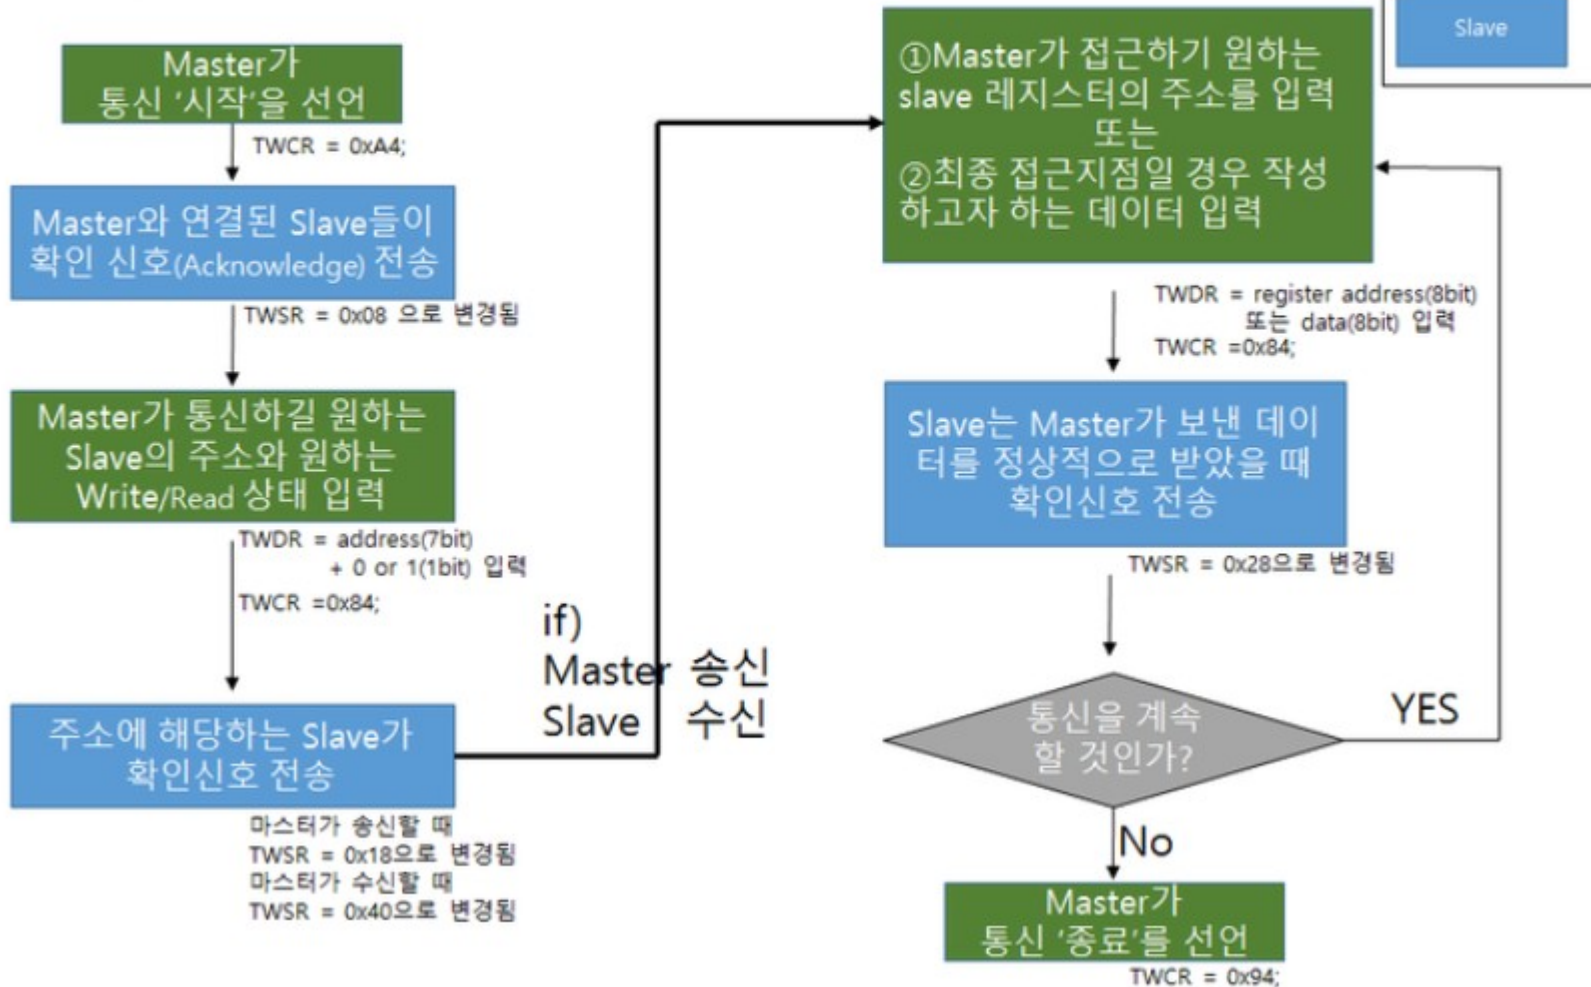 Master가
통신 '시작'을 선언
TWCR = 0xA4;
Master와 연결된 Slave들이
확인 신호(Acknowledge) 전송
TWSR = 0x08 으로 변경됨
Master가 통신하길 원하는
Slave의 주소와 원하는
Write/Read 상태 입력
TWDR = address(7bit)
+ 0 or 1(1bit) 입력
TWCR =0x84;
주소에 해당하는 Slave가
확인신호 전송
마스터가 송신할 때
TWSR = 0x18으로 변경됨
마스터가 수신할 때
TWSR = 0x40으로 변경됨
if)
Master 송신
Slave 수신
Slave
①Master가 접근하기 원하는
slave 레지스터의 주소를 입력
또는
②최종 접근지점일 경우 작성
하고자 하는 데이터 입력
TWDR = register address(8bit)
또는 data(8bit) 입력
TWCR =0x84;
Slave는 Master가 보낸 데이
터를 정상적으로 받았을 때
확인신호 전송
TWSR = 0x28으로 변경됨
통신을 계속
할 것인가?
YES
No
Master가
통신 '종료'를 선언
TWCR = 0x94;